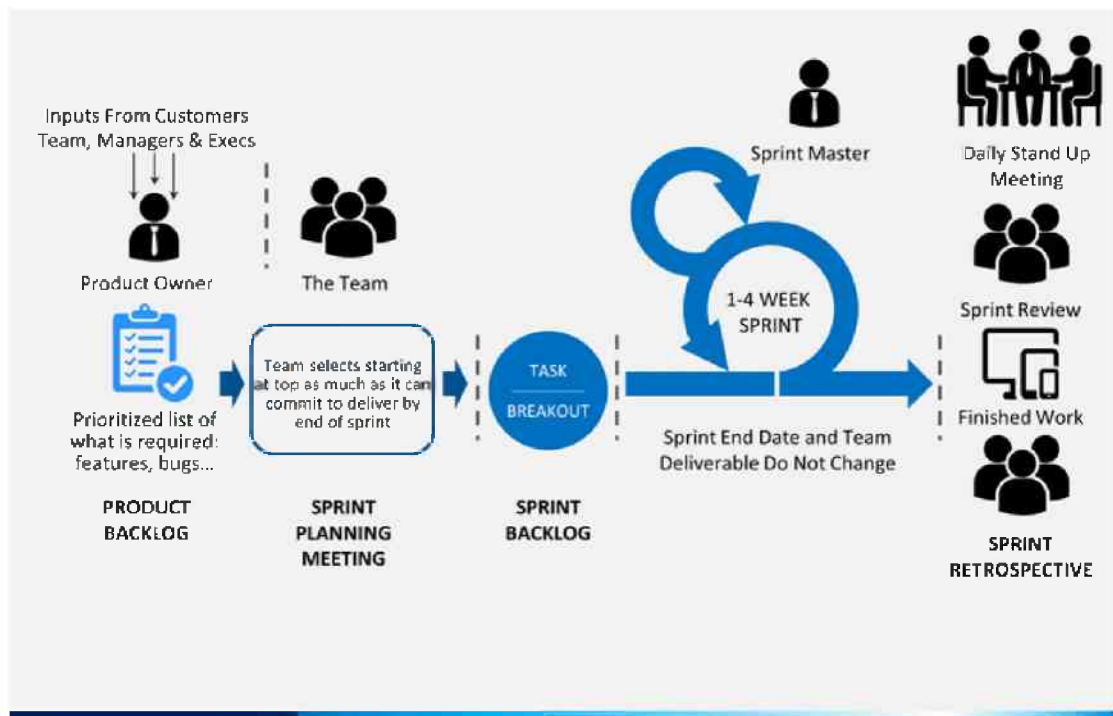 Inputs From Customers
Team, Managers & Execs
Product Owner
Prioritized list of
what is required:
features, bugs...
PRODUCT
BACKLOG
The Team
Team selects starting
at top as much as it can
commit to deliver by
end of sprint
SPRINT
PLANNING
MEETING
TASK
BREAKOUT
SPRINT
BACKLOG
Sprint Master
1-4 WEEK
SPRINT
Sprint End Date and Team
Deliverable Do Not Change
Daily Stand Up
Meeting
Sprint Review
Finished Work
SPRINT
RETROSPECTIVE